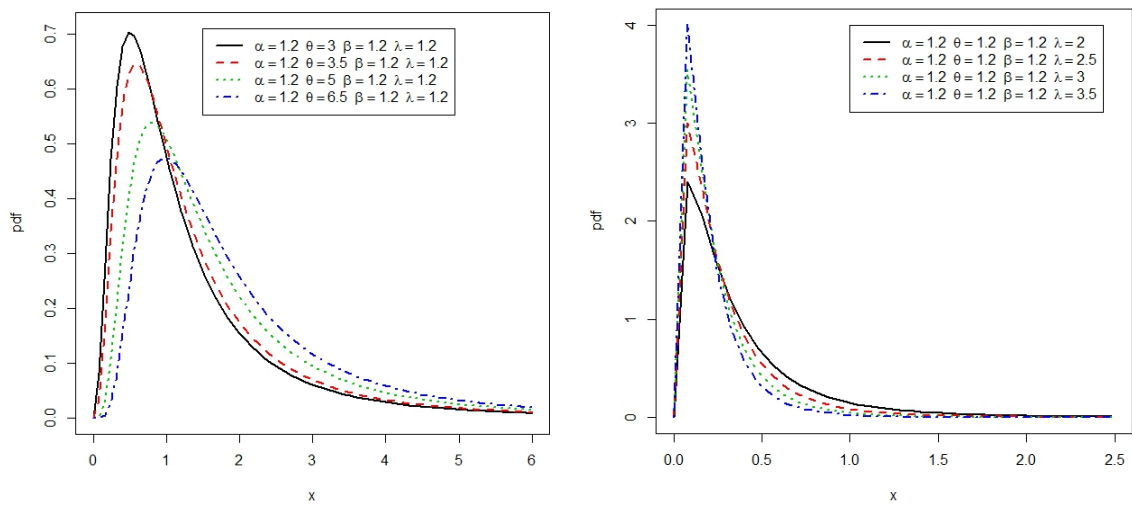 α = 1.2 θ = 3 β = 1.2 λ = 1.2
α = 1.2 θ = 3.5 β = 1.2 λ = 1.2
α = 1.2 θ = 5 β = 1.2 λ = 1.2
α = 1.2 θ = 6.5 β = 1.2 λ = 1.2
0.7
0.6
0.5
0.4
0.3
0.2
0.1
0.0
pdf
0 1 2 3 4 5 6
x
α = 1.2 θ = 1.2 β = 1.2 λ = 2
α = 1.2 θ = 1.2 β = 1.2 λ = 2.5
α = 1.2 θ = 1.2 β = 1.2 λ = 3
α = 1.2 θ = 1.2 β = 1.2 λ = 3.5
4
3
2
1
0
pdf
0.0 0.5 1.0 1.5 2.0 2.5
x